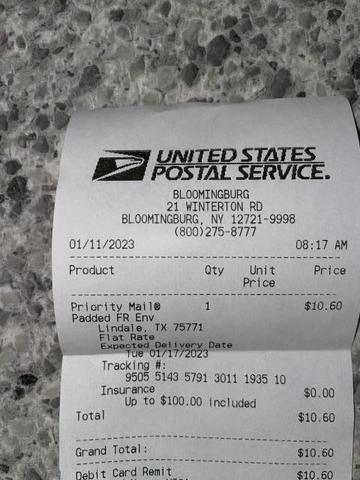 UNITED STATES
POSTAL SERVICE.
BLOOMINGBURG
21 WINTERTON RD
BLOOMINGBURG, NY 12721-9998
(800)275-8777
01/11/2023 08:17 AM
Product Qty Unit Price
Price
Priority Mail® 1 $10.60
Padded FR Env
Lindale, TX 75771
Flat Rate
Expected Delivery Date
Tue 01/17/2023
Tracking #:
9505 5143 5791 3011 1935 10
Insurance $0.00
Up to $100.00 included
Total $10.60
Grand Total: $10.60
Debit Card Remit $10.60